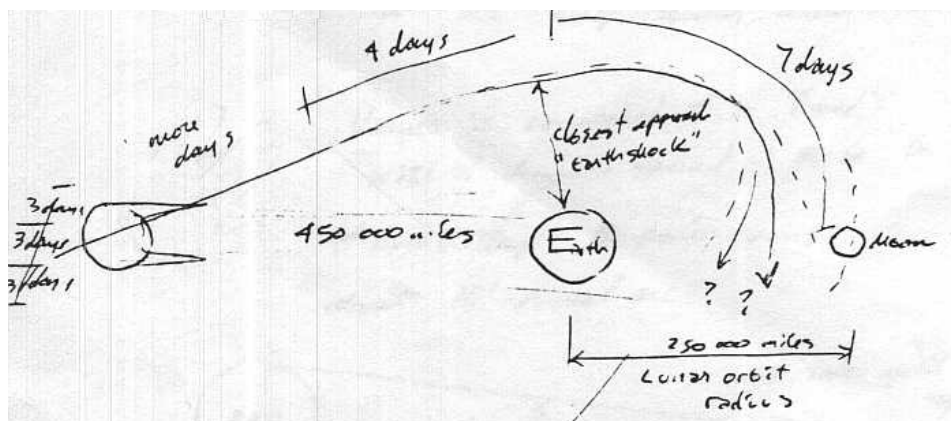 4 days
7 days
more
days
closest approach
"Earthshock"
3 days
3 days
3 days
450 000 miles
Earth
Moon
? ?
250 000 miles
Lunar orbit
radius